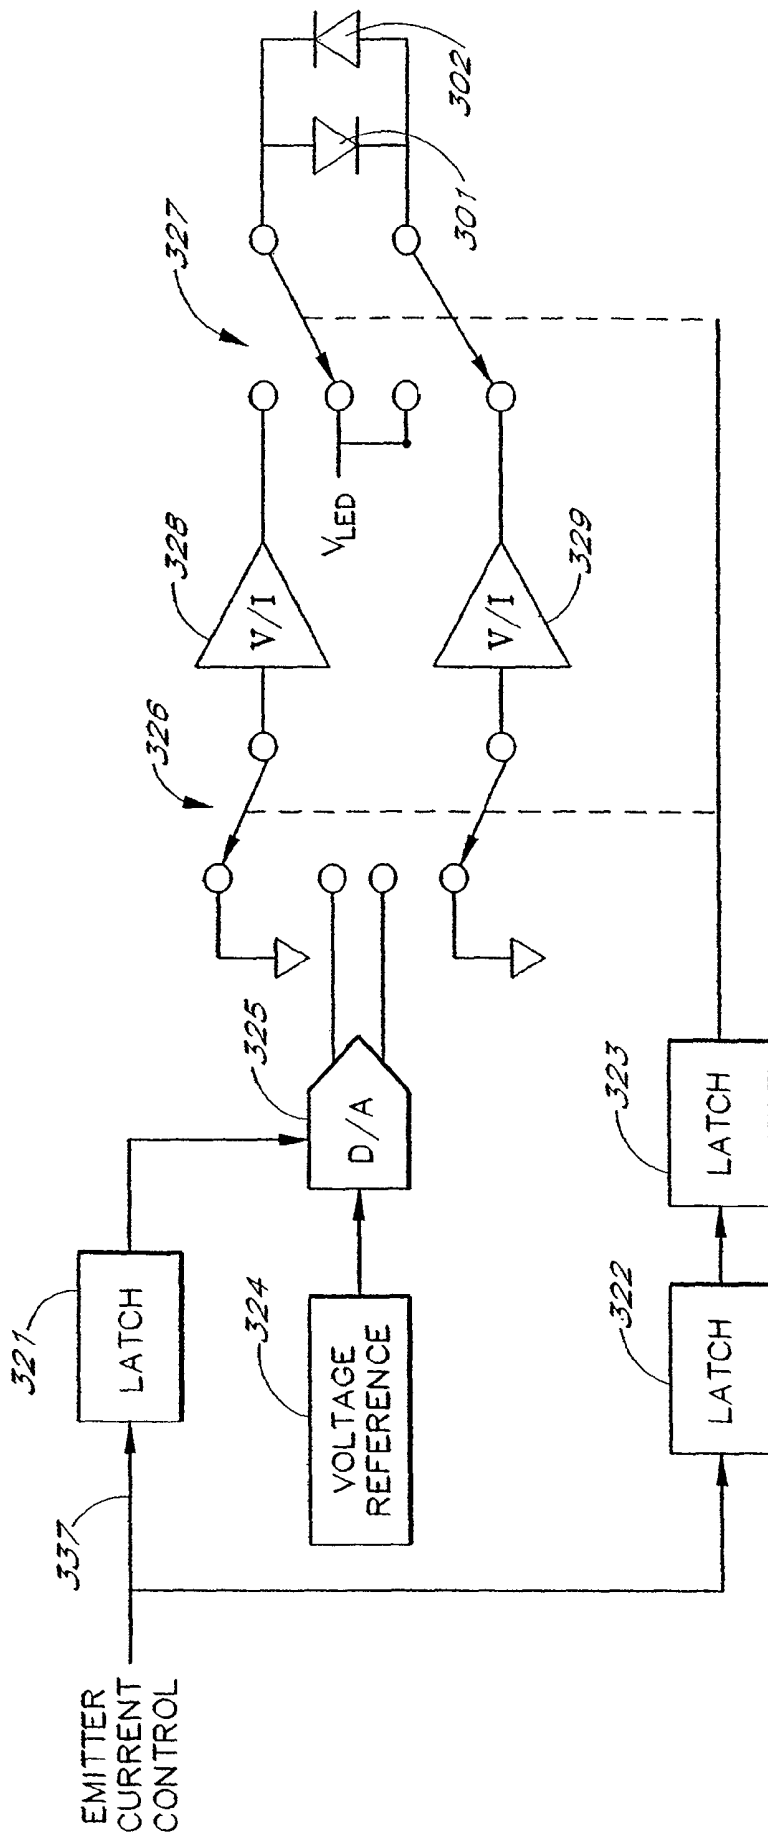 EMITTER
CURRENT
CONTROL
337
321
LATCH
324
VOLTAGE
REFERENCE
325
D/A
322
LATCH
323
LATCH
326
328
V/I
V/I
329
327
VLED
301
302